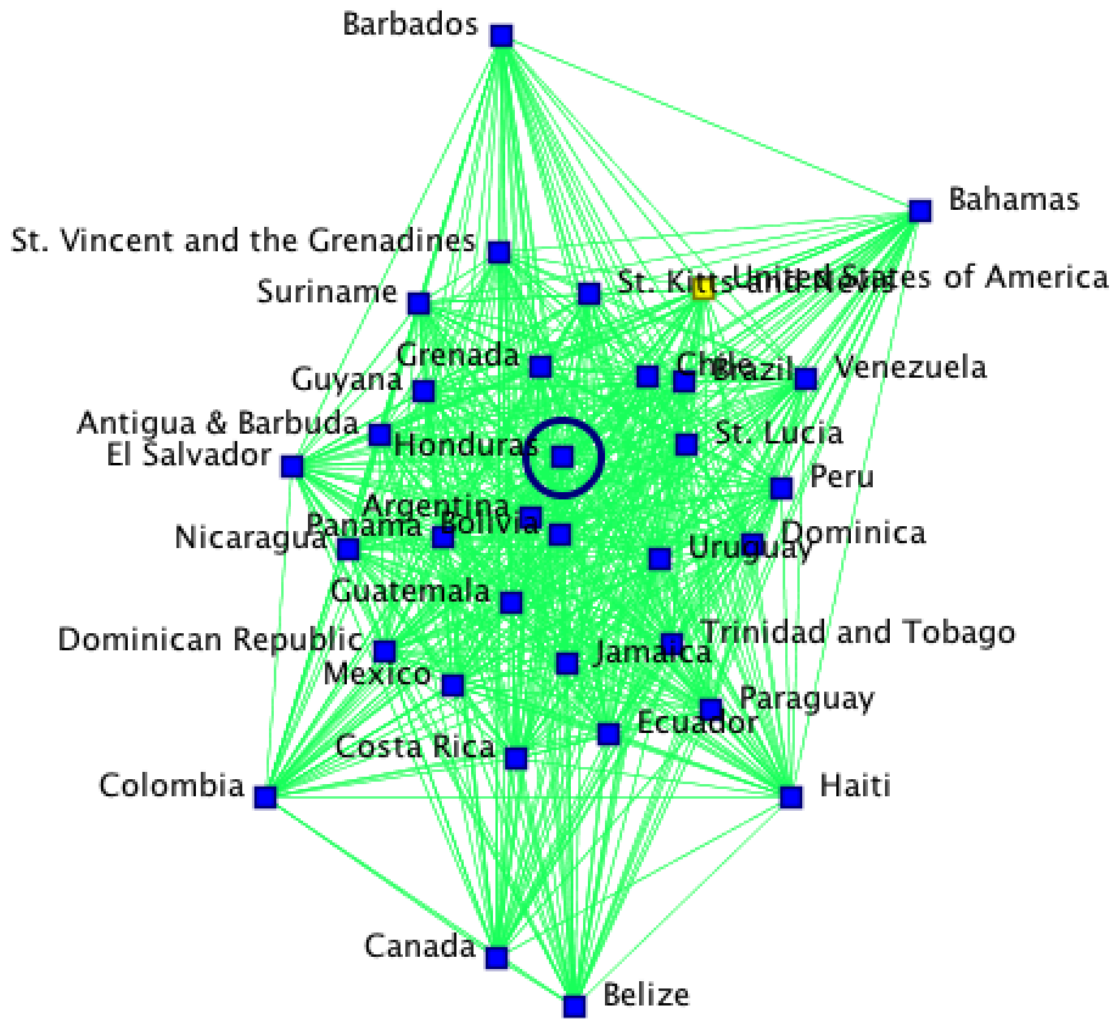 Barbados
Bahamas
St. Vincent and the Grenadines
St. Kitts and Nevis
United States of America
Suriname
Grenada
Chile
Brazil
Venezuela
Guyana
Antigua & Barbuda
Honduras
St. Lucia
El Salvador
Peru
Argentina
Panama
Bolivia
Nicaragua
Dominica
Uruguay
Guatemala
Dominican Republic
Trinidad and Tobago
Jamaica
Mexico
Paraguay
Ecuador
Costa Rica
Colombia
Haiti
Canada
Belize